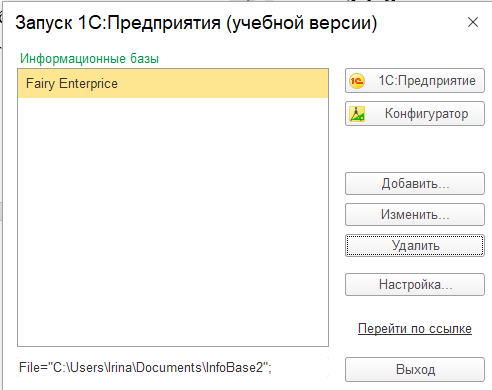 Запуск 1С:Предприятия (учебной версии)
Информационные базы
Fairy Enterprice
1С:Предприятие
Конфигуратор
Добавить...
Изменить...
Удалить
Настройка...
Перейти по ссылке
File="C:\Users\Irina\Documents\InfoBase2";
Выход